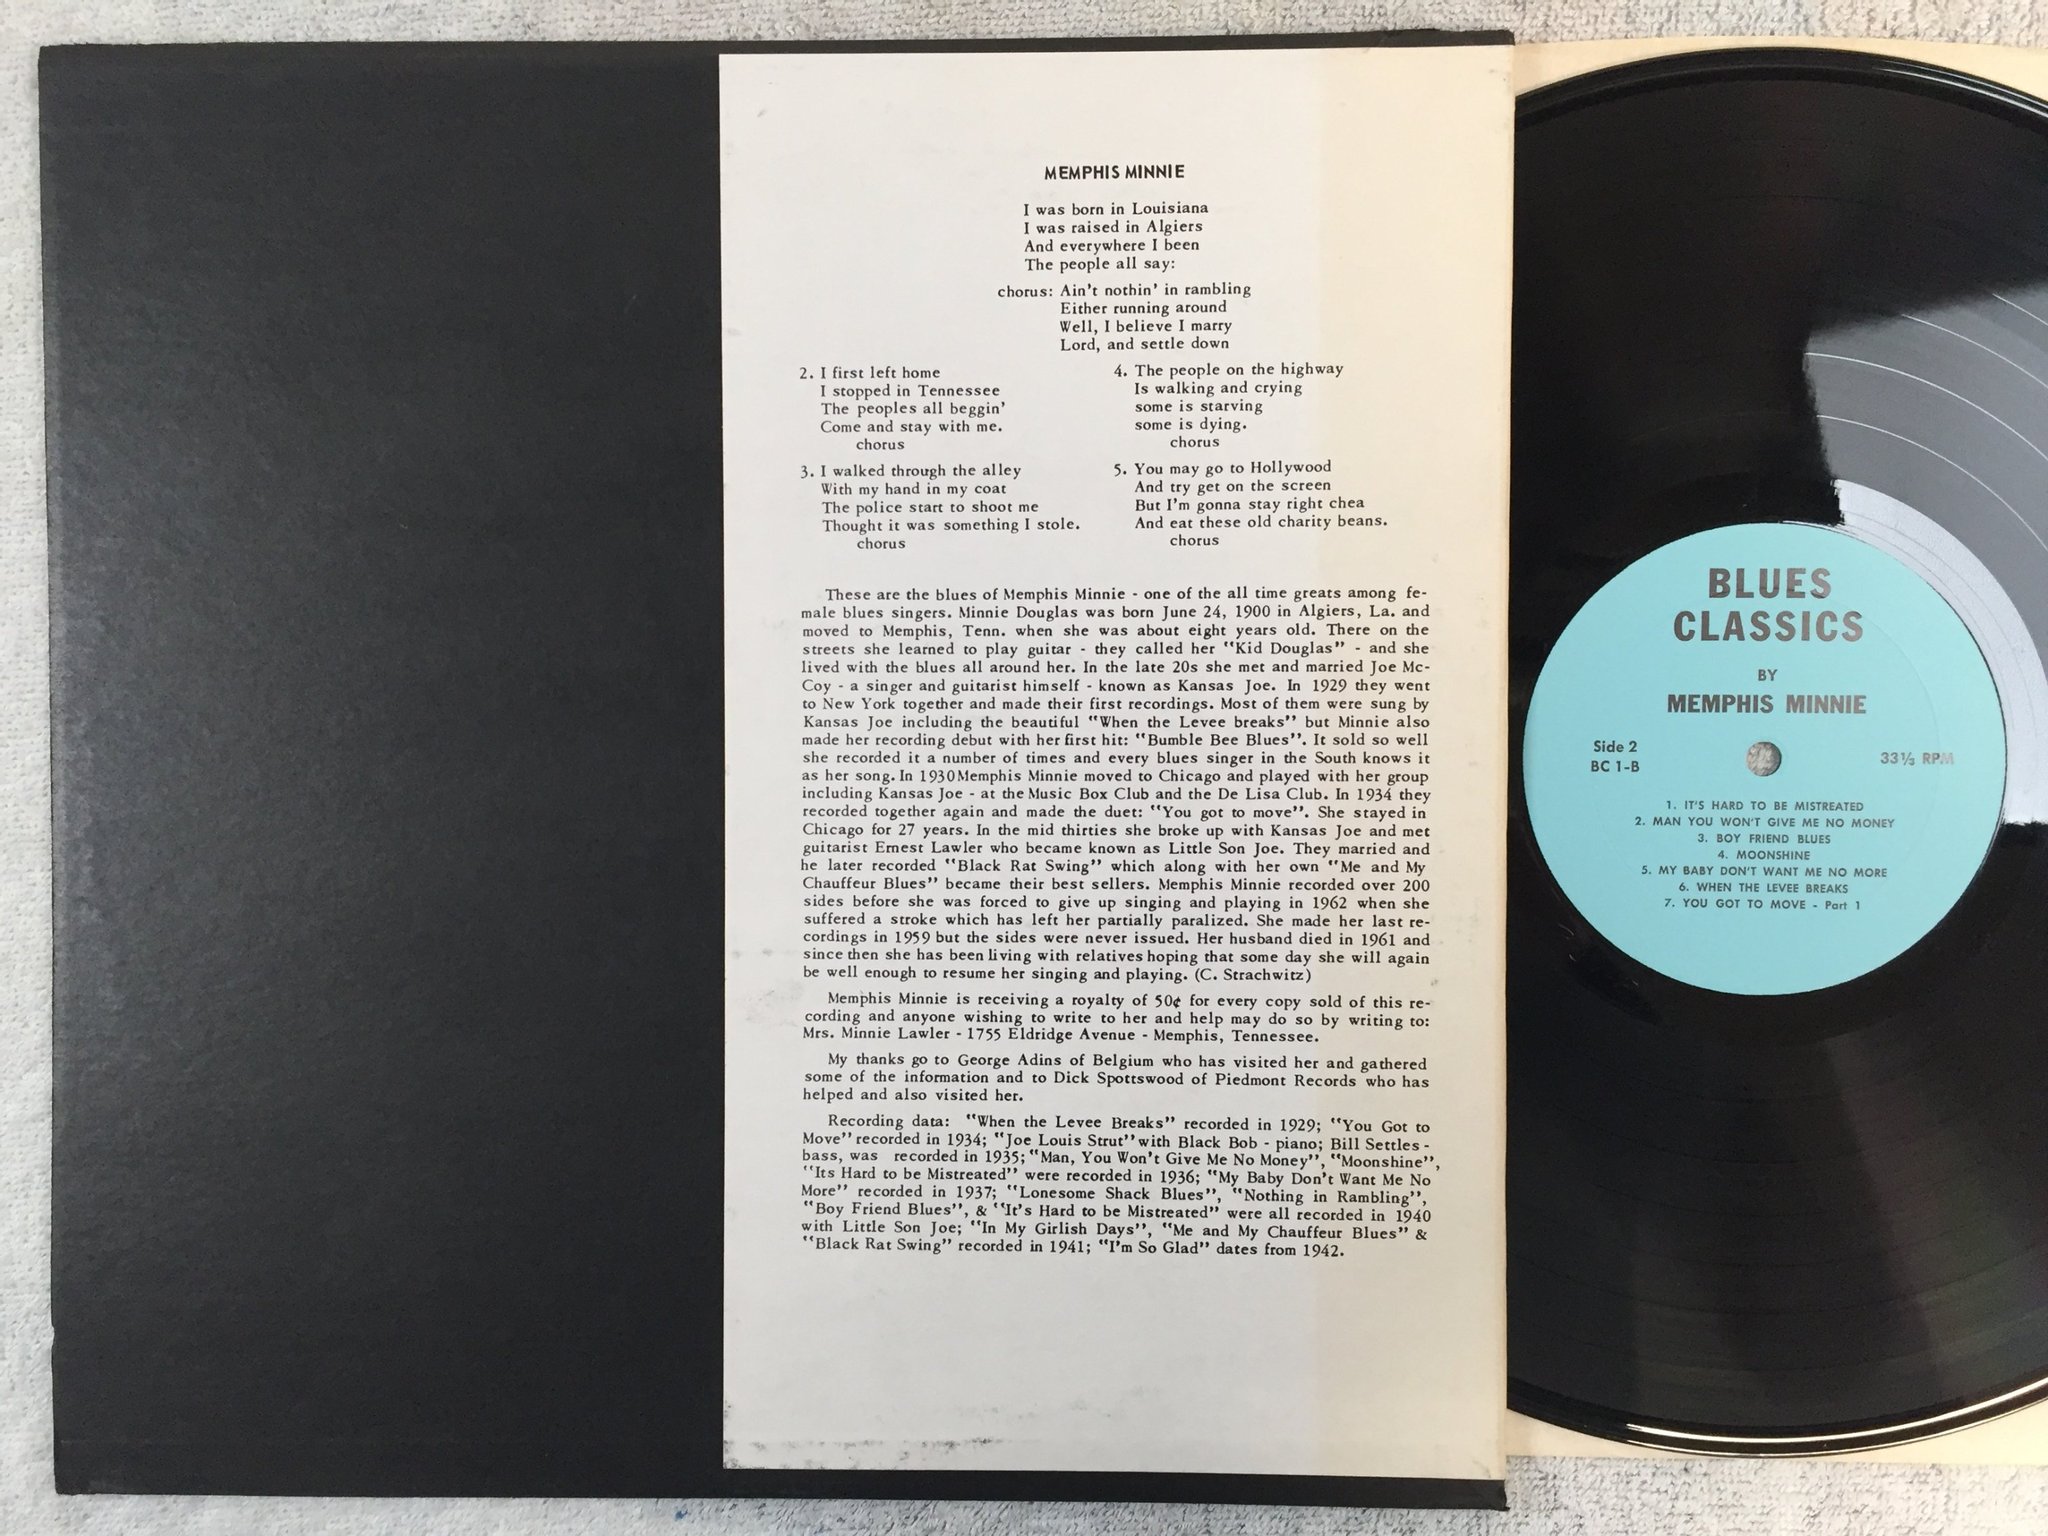 MEMPHIS MINNIE
I was born in Louisiana
I was raised in Algiers
And everywhere I been
The people all say:
chorus: Ain't nothin' in rambling
Either running around
Well, I believe I marry
Lord, and settle down
2. I first left home
I stopped in Tennessee
The peoples all beggin'
Come and stay with me.
chorus
3. I walked through the alley
With my hand in my coat
The police start to shoot me
Thought it was something I stole.
chorus
4. The people on the highway
Is walking and crying
some is starving
some is dying.
chorus
5. You may go to Hollywood
And try get on the screen
But I'm gonna stay right chea
And eat these old charity beans.
chorus
These are the blues of Memphis Minnie - one of the all time greats among fe-
male blues singers. Minnie Douglas was born June 24, 1900 in Algiers, La. and
moved to Memphis, Tenn. when she was about eight years old. There on the
streets she learned to play guitar - they called her "Kid Douglas" - and she
lived with the blues all around her. In the late 20s she met and married Joe Mc-
Coy - a singer and guitarist himself - known as Kansas Joe. In 1929 they went
to New York together and made their first recordings. Most of them were sung by
Kansas Joe including the beautiful "When the Levee breaks" but Minnie also
made her recording debut with her first hit: "Bumble Bee Blues". It sold so well
she recorded it a number of times and every blues singer in the South knows it
as her song. In 1930 Memphis Minnie moved to Chicago and played with her group
including Kansas Joe - at the Music Box Club and the De Lisa Club. In 1934 they
recorded together again and made the duet: "You got to move". She stayed in
Chicago for 27 years. In the mid thirties she broke up with Kansas Joe and met
guitarist Ernest Lawler who became known as Little Son Joe. They married and
he later recorded "Black Rat Swing" which along with her own "Me and My
Chauffeur Blues" became their best sellers. Memphis Minnie recorded over 200
sides before she was forced to give up singing and playing in 1962 when she
suffered a stroke which has left her partially paralized. She made her last re-
cordings in 1959 but the sides were never issued. Her husband died in 1961 and
since then she has been living with relatives hoping that some day she will again
be well enough to resume her singing and playing. (C. Strachwitz)
Memphis Minnie is receiving a royalty of 50¢ for every copy sold of this re-
cording and anyone wishing to write to her and help may do so by writing to:
Mrs. Minnie Lawler - 1755 Eldridge Avenue - Memphis, Tennessee.
My thanks go to George Adins of Belgium who has visited her and gathered
some of the information and to Dick Spottswood of Piedmont Records who has
helped and also visited her.
Recording data: "When the Levee Breaks" recorded in 1929; "You Got to
Move" recorded in 1934; "Joe Louis Strut" with Black Bob - piano; Bill Settles -
bass, was recorded in 1935; "Man, You Won't Give Me No Money", "Moonshine",
"Its Hard to be Mistreated" were recorded in 1936; "My Baby Don't Want Me No
More" recorded in 1937; "Lonesome Shack Blues", "Nothing in Rambling",
"Boy Friend Blues", & "It's Hard to be Mistreated" were all recorded in 1940
with Little Son Joe; "In My Girlish Days", "Me and My Chauffeur Blues" &
"Black Rat Swing" recorded in 1941; "I'm So Glad" dates from 1942.
BLUES
CLASSICS
BY
MEMPHIS MINNIE
Side 2
BC 1-B
33⅓ RPM
1. IT'S HARD TO BE MISTREATED
2. MAN YOU WON'T GIVE ME NO MONEY
3. BOY FRIEND BLUES
4. MOONSHINE
5. MY BABY DON'T WANT ME NO MORE
6. WHEN THE LEVEE BREAKS
7. YOU GOT TO MOVE - Part 1